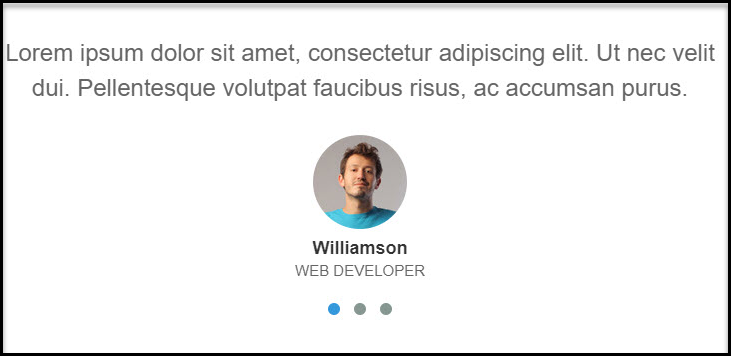 Lorem ipsum dolor sit amet, consectetur adipiscing elit. Ut nec velit
dui. Pellentesque volutpat faucibus risus, ac accumsan purus.
Williamson
WEB DEVELOPER